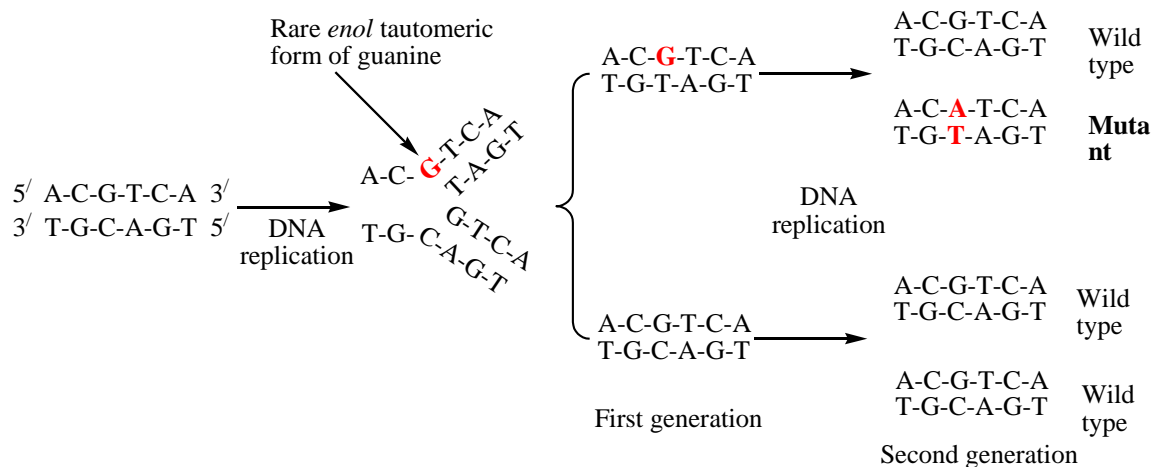 Rare enol tautomeric
form of guanine
5/ A-C-G-T-C-A 3/
3/ T-G-C-A-G-T 5/
DNA
replication
A-C-G-T-C-A
T-A-G-T
G-T-C-A
T-G-C-A-G-T
A-C-G-T-C-A
T-G-T-A-G-T
A-C-G-T-C-A
T-G-C-A-G-T
First generation
A-C-G-T-C-A
T-G-C-A-G-T
Wild
type
A-C-A-T-C-A
T-G-T-A-G-T
Muta
nt
DNA
replication
A-C-G-T-C-A
T-G-C-A-G-T
Wild
type
A-C-G-T-C-A
T-G-C-A-G-T
Wild
type
Second generation